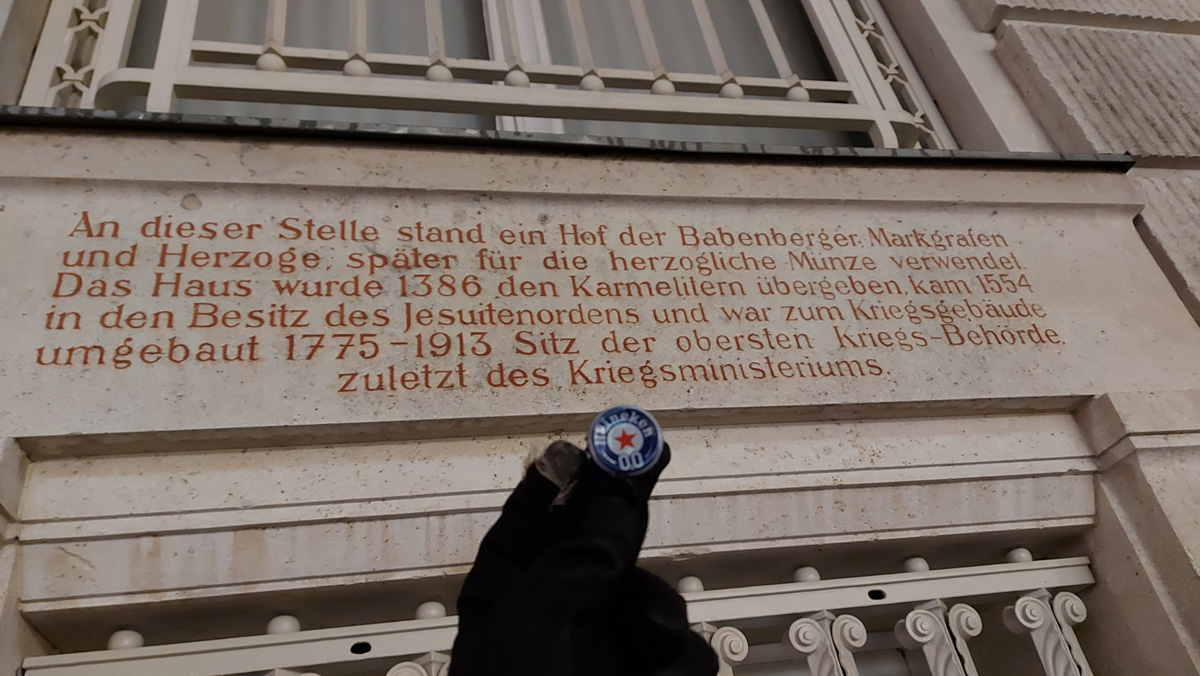 An dieser Stelle stand ein Hof der Babenberger, Markgrafen
und Herzoge, später für die herzogliche Münze verwendet.
Das Haus wurde 1386 den Karmelitern übergeben, kam 1554
in den Besitz des Jesuitenordens und war zum Kriegsgebäude
umgebaut 1775-1913 Sitz der obersten Kriegs-Behörde,
zuletzt des Kriegsministeriums.
Heineken
0.0